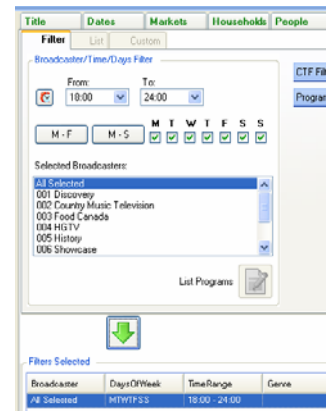 Title Dates Markets Households People
Filter List Custom
Broadcaster/Time/Days Filter
CTF Fil
From: To:
18:00 24:00
Program
M T W T F S S
M - F M - S
Selected Broadcasters:
All Selected
001 Discovery
002 Country Music Television
003 Food Canada
004 HGTV
005 History
006 Showcase
List Programs
Filters Selected
Broadcaster DaysOfWeek TimeRange Genre
All Selected MTWTFSS 18:00 - 24:00